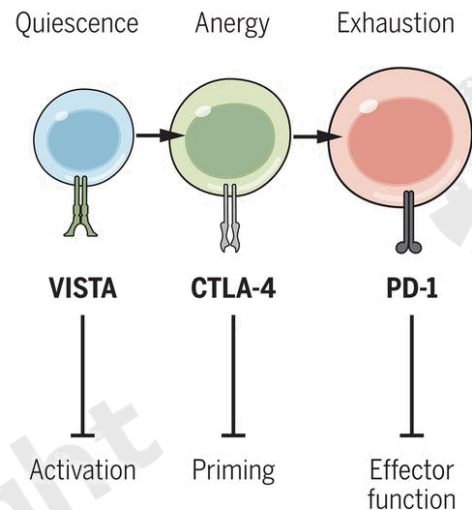 Quiescence Anergy Exhaustion
VISTA CTLA-4 PD-1
Activation Priming Effector
function